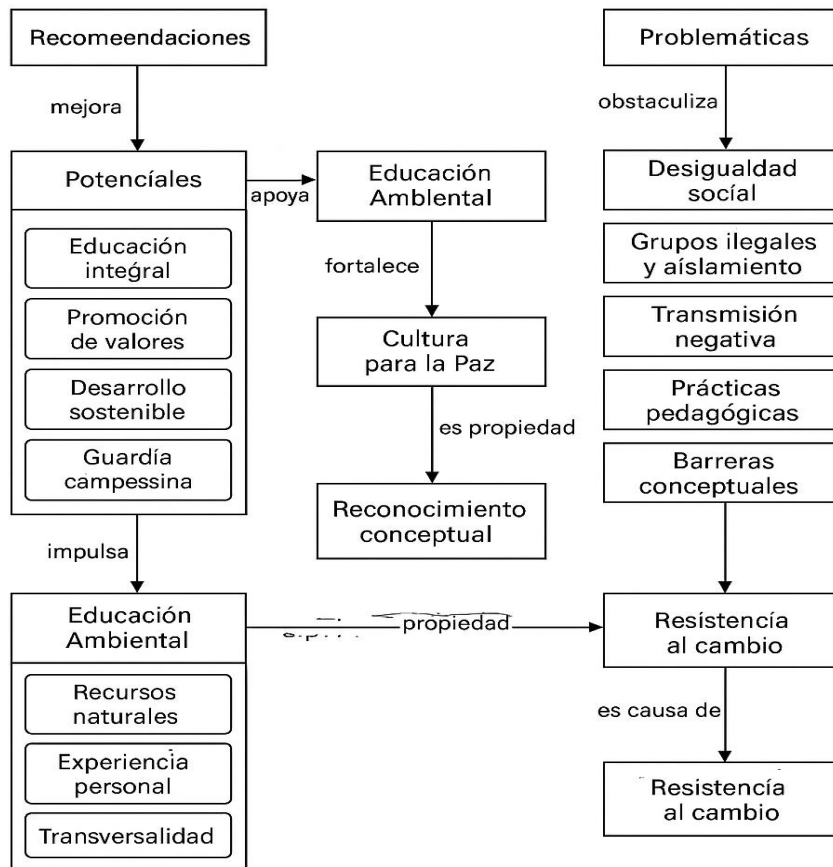 Recomeendaciones
mejora
Potencíales
Educación
inteǵral
Promoción
de valores
Desarrollo
sostenible
Guardía
campessina
impulsa
Educación
Ambiental
Recursos
naturales
Experiencia
personal
Transversalidad
apoya
Educación
Amblental
fortalece
Cultura
para la Paz
es propiedad
Reconocimiento
conceptual
propiedad
Problemáticas
obstaculiza
Desigualdad
socíal
Grupos ilegales
y aíslamiento
Transmisión
negativa
Prácticas
pedagógicas
Barreras
conceptuales
Resistencía
al cambio
es causa de
Resistencía
al cambio